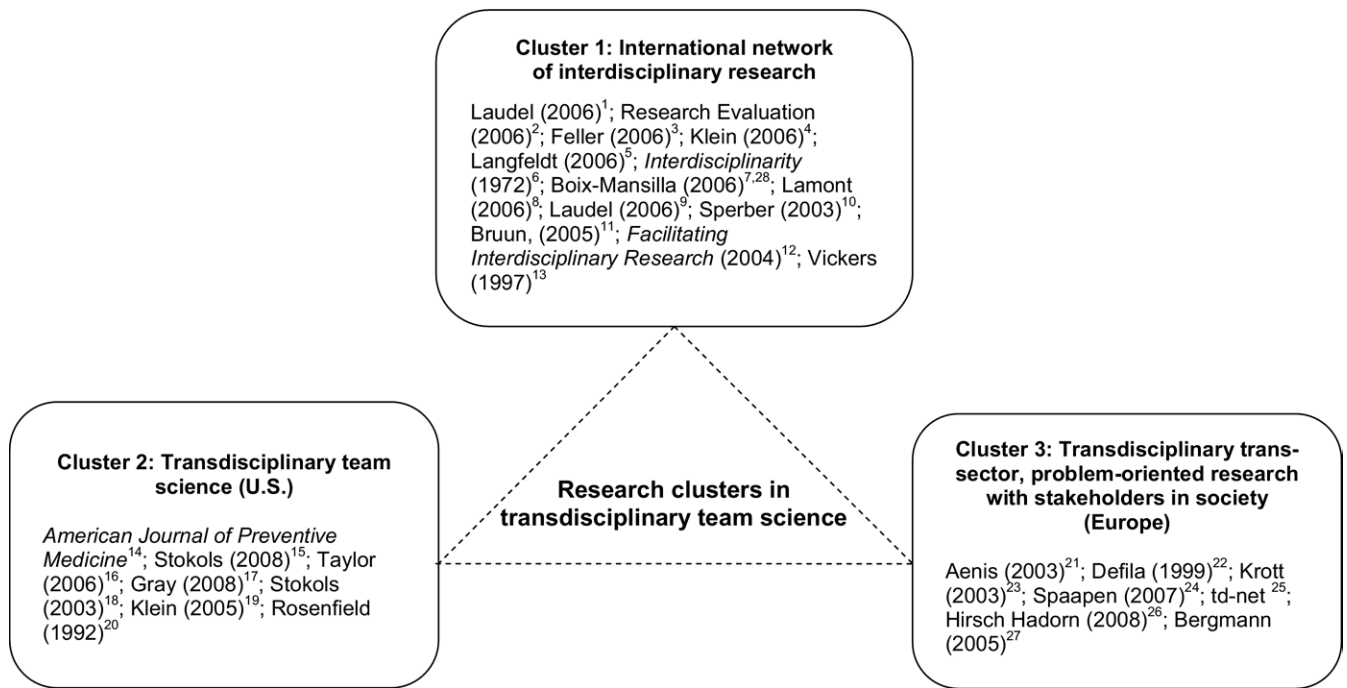 Cluster 1: International network
of interdisciplinary research
Laudel (2006)1; Research Evaluation
(2006)2; Feller (2006)3; Klein (2006)4;
Langfeldt (2006)5; Interdisciplinarity
(1972)6; Boix-Mansilla (2006)7,28; Lamont
(2006)8; Laudel (2006)9; Sperber (2003)10;
Bruun, (2005)11; Facilitating
Interdisciplinary Research (2004)12; Vickers
(1997)13
Cluster 2: Transdisciplinary team
science (U.S.)
American Journal of Preventive
Medicine14; Stokols (2008)15; Taylor
(2006)16; Gray (2008)17; Stokols
(2003)18; Klein (2005)19; Rosenfield
(1992)20
Research clusters in
transdisciplinary team science
Cluster 3: Transdisciplinary trans-
sector, problem-oriented research
with stakeholders in society
(Europe)
Aenis (2003)21; Defila (1999)22; Krott
(2003)23; Spaapen (2007)24; td-net 25;
Hirsch Hadorn (2008)26; Bergmann
(2005)27